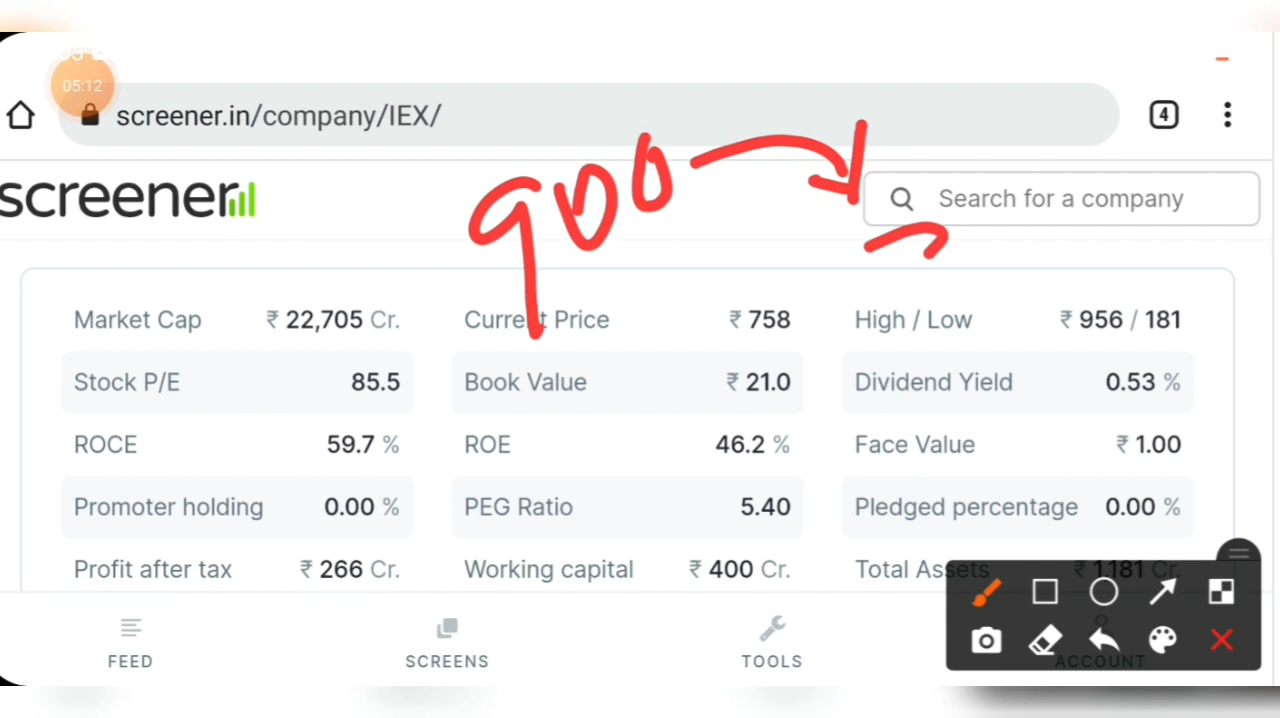 05:12
screener.in/company/IEX/
4
screener
Search for a company
900
Market Cap ₹ 22,705 Cr.
Current Price ₹ 758
High / Low ₹ 956 / 181
Stock P/E 85.5
Book Value ₹ 21.0
Dividend Yield 0.53 %
ROCE 59.7 %
ROE 46.2 %
Face Value ₹ 1.00
Promoter holding 0.00 %
PEG Ratio 5.40
Pledged percentage 0.00 %
Profit after tax ₹ 266 Cr.
Working capital ₹ 400 Cr.
Total Assets ₹ 1,181 Cr.
FEED
SCREENS
TOOLS
ACCOUNT